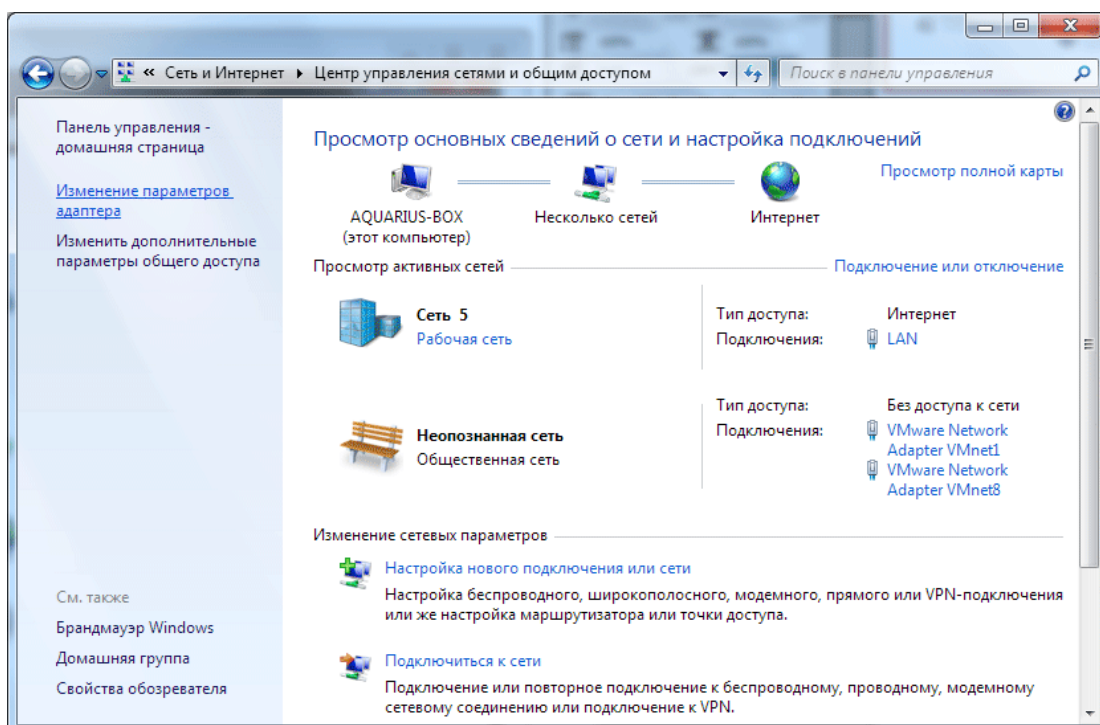 « Сеть и Интернет ▸ Центр управления сетями и общим доступом
Поиск в панели управления
Панель управления -
домашняя страница
Изменение параметров
адаптера
Изменить дополнительные
параметры общего доступа
См. также
Брандмауэр Windows
Домашняя группа
Свойства обозревателя
Просмотр основных сведений о сети и настройка подключений
Просмотр полной карты
AQUARIUS-BOX
(этот компьютер)
Несколько сетей
Интернет
Просмотр активных сетей
Подключение или отключение
Сеть 5
Рабочая сеть
Тип доступа: Интернет
Подключения: LAN
Неопознанная сеть
Общественная сеть
Тип доступа: Без доступа к сети
Подключения: VMware Network
Adapter VMnet1
VMware Network
Adapter VMnet8
Изменение сетевых параметров
Настройка нового подключения или сети
Настройка беспроводного, широкополосного, модемного, прямого или VPN-подключения
или же настройка маршрутизатора или точки доступа.
Подключиться к сети
Подключение или повторное подключение к беспроводному, проводному, модемному
сетевому соединению или подключение к VPN.